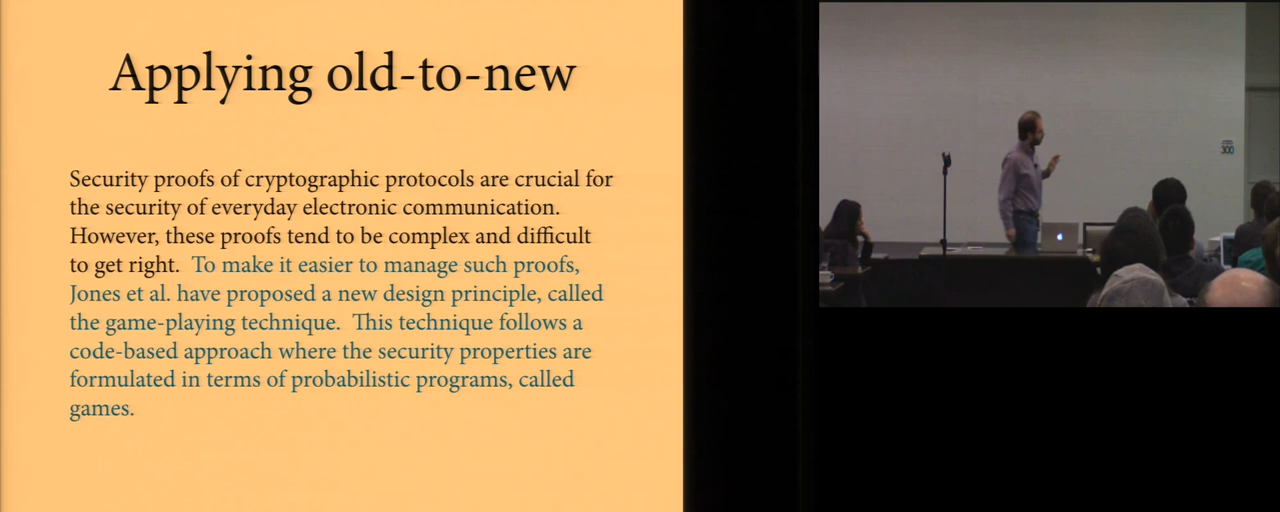 Applying old-to-new
Security proofs of cryptographic protocols are crucial for
the security of everyday electronic communication.
However, these proofs tend to be complex and difficult
to get right. To make it easier to manage such proofs,
Jones et al. have proposed a new design principle, called
the game-playing technique. This technique follows a
code-based approach where the security properties are
formulated in terms of probabilistic programs, called
games.
300